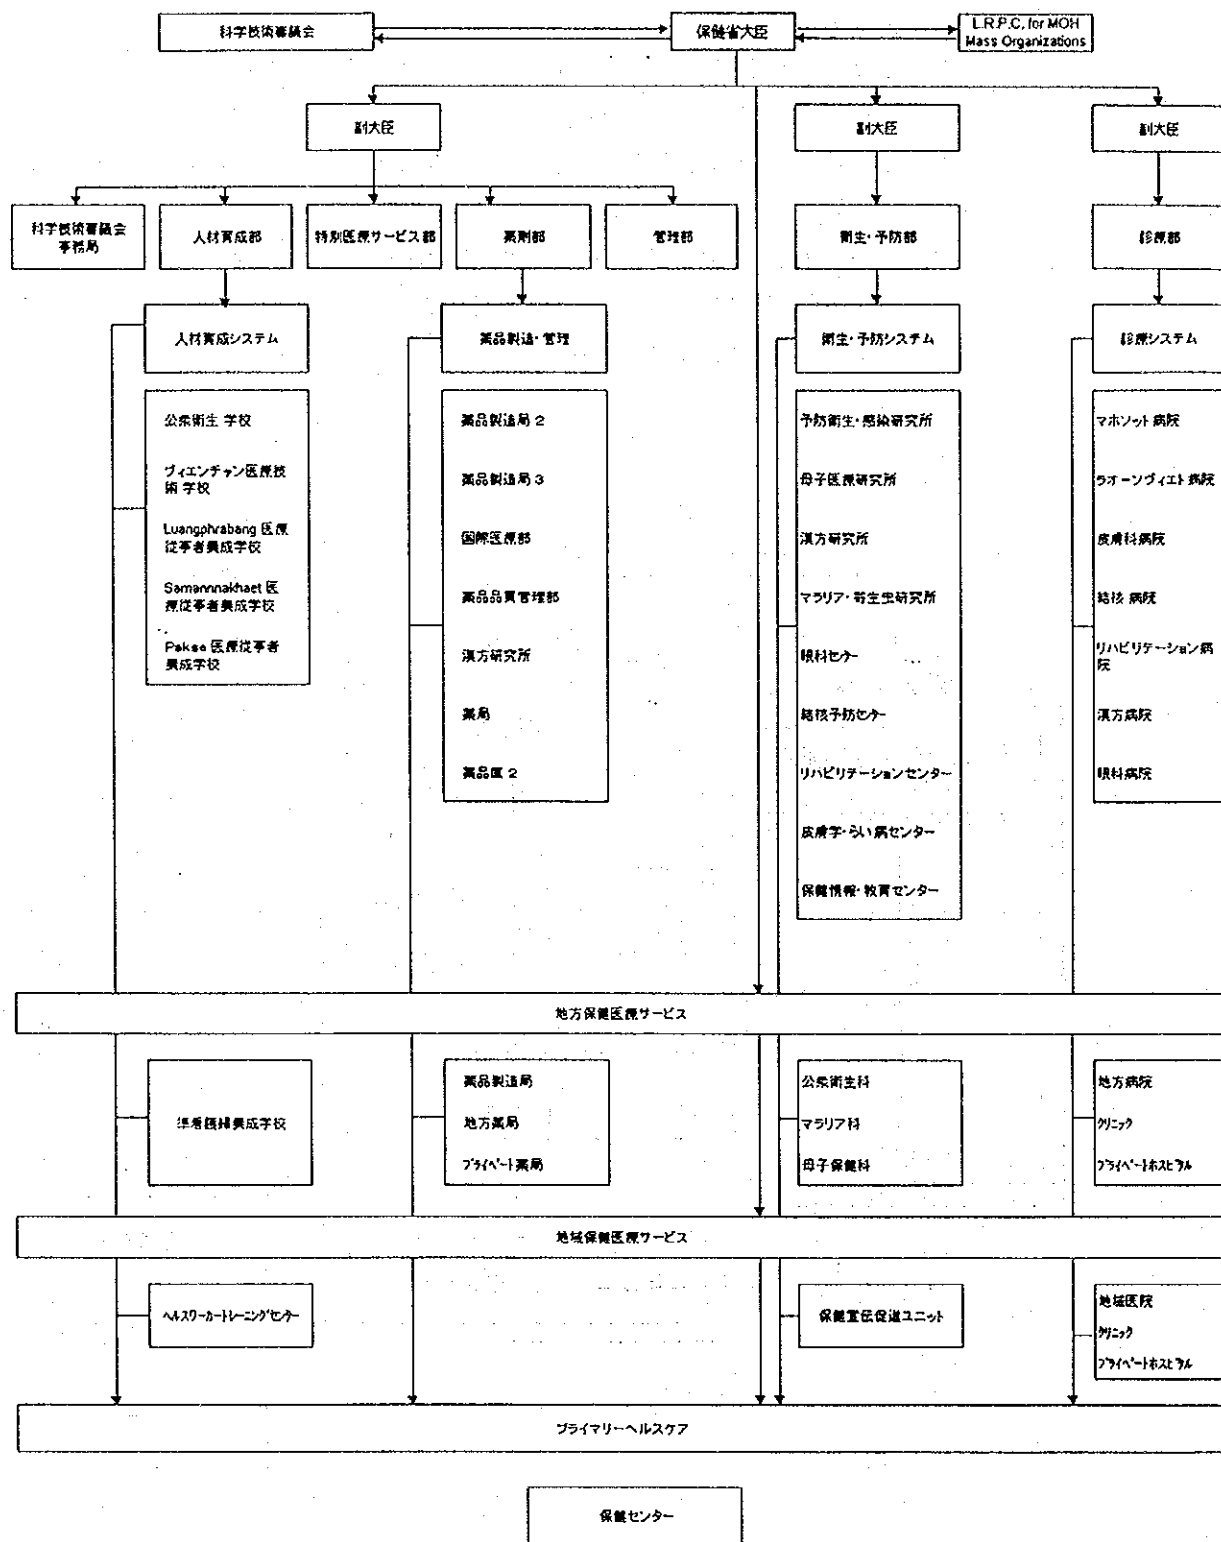 科学技術審議会
保健省大臣
L.R.P.C, for MOH
Mass Organizations
副大臣
副大臣
副大臣
科学技術審議会
事務局
人材育成部
特別医療サービス部
薬剤部
管理部
衛生・予防部
診療部
人材育成システム
薬品製造・管理
衛生・予防システム
診療システム
公衆衛生 学校
ヴィエンチャン医療技
術 学校
Luangphrabang 医療
従事者養成学校
Samannnakhaet 医
療従事者養成学校
Pakse 医療従事者
養成学校
薬品製造局 2
薬品製造局 3
国際医療部
薬品品質管理部
漢方研究所
薬局
薬品庫 2
予防衛生・感染研究所
母子医療研究所
漢方研究所
マラリア・寄生虫研究所
眼科センター
結核予防センター
リハビリテーションセンター
皮膚学・らい病センター
保健情報・教育センター
マホソット 病院
ラオーンヴィエト 病院
皮膚科病院
結核 病院
リハビリテーション病
院
漢方病院
眼科病院
地方保健医療サービス
準看護婦養成学校
薬品製造局
地方薬局
プライベート薬局
公衆衛生科
マラリア科
母子保健科
地方病院
クリニック
プライベートホスピタル
地域保健医療サービス
ヘルスワーカートレーニングセンター
保健宣伝促進ユニット
地域医院
クリニック
プライベートホスピタル
プライマリーヘルスケア
保健センター